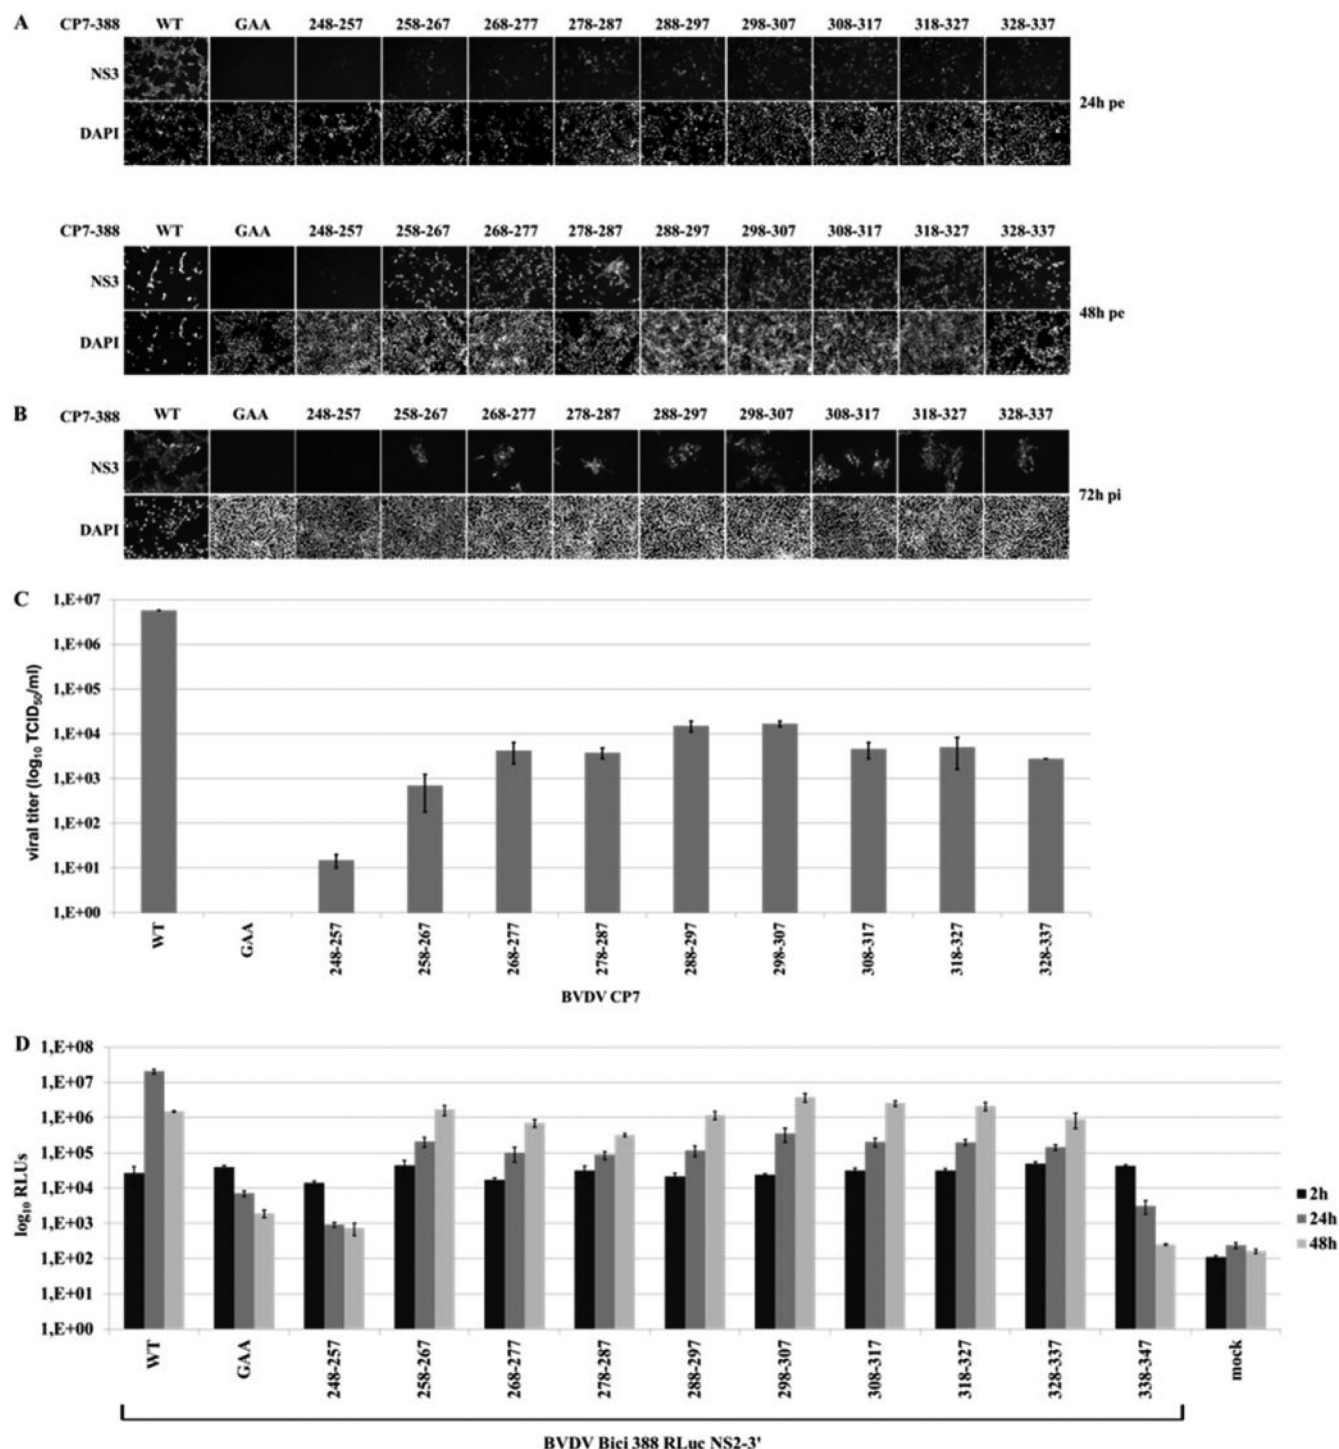 A CP7-388 WT GAA 248-257 258-267 268-277 278-287 288-297 298-307 308-317 318-327 328-337
NS3
24h pe
DAPI
CP7-388 WT GAA 248-257 258-267 268-277 278-287 288-297 298-307 308-317 318-327 328-337
NS3
48h pe
DAPI
B CP7-388 WT GAA 248-257 258-267 268-277 278-287 288-297 298-307 308-317 318-327 328-337
NS3
72h pi
DAPI
C
viral titer (log₁₀ TCID₅₀/ml)
1,E+07
1,E+06
1,E+05
1,E+04
1,E+03
1,E+02
1,E+01
1,E+00
WT GAA 248-257 258-267 268-277 278-287 288-297 298-307 308-317 318-327 328-337
BVDV CP7
D
log₁₀ RLUs
1,E+08
1,E+07
1,E+06
1,E+05
1,E+04
1,E+03
1,E+02
1,E+01
1,E+00
2h
24h
48h
WT GAA 248-257 258-267 268-277 278-287 288-297 298-307 308-317 318-327 328-337 338-347 mock
BVDV Bici 388 RLuc NS2-3'